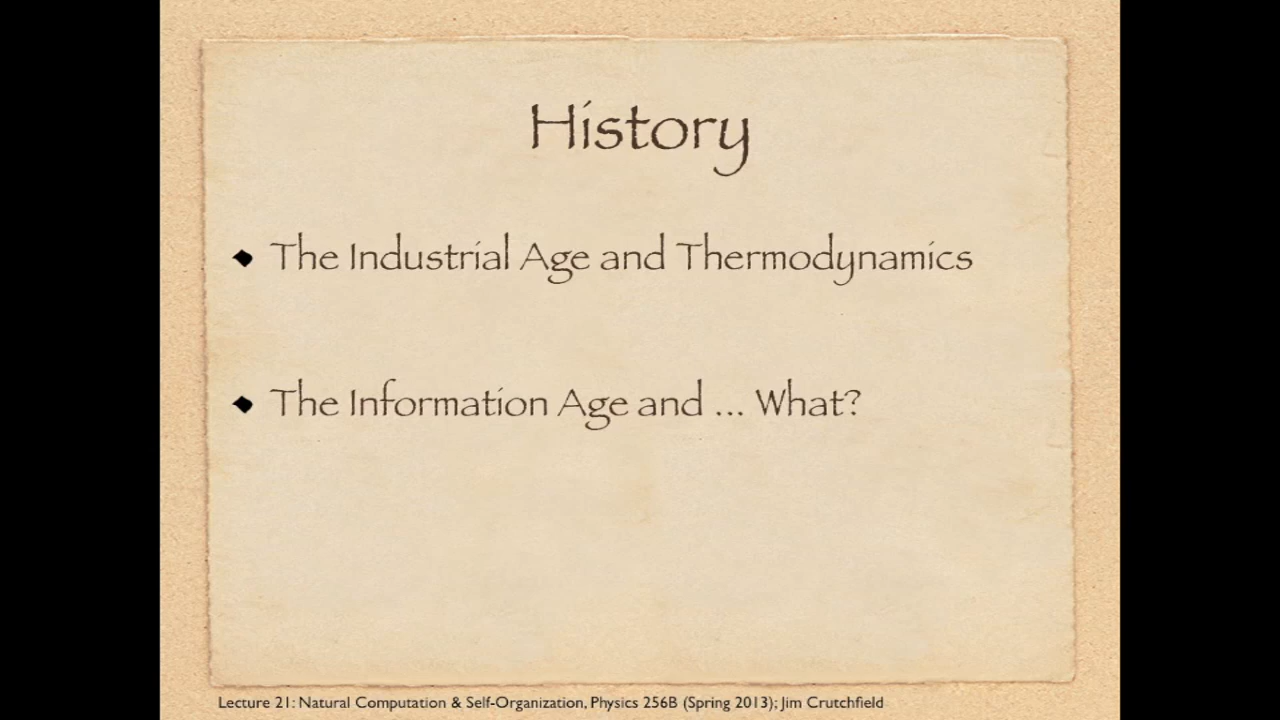 History
◆ The Industrial Age and Thermodynamics
◆ The Information Age and ... What?
Lecture 21: Natural Computation & Self-Organization, Physics 256B (Spring 2013); Jim Crutchfield